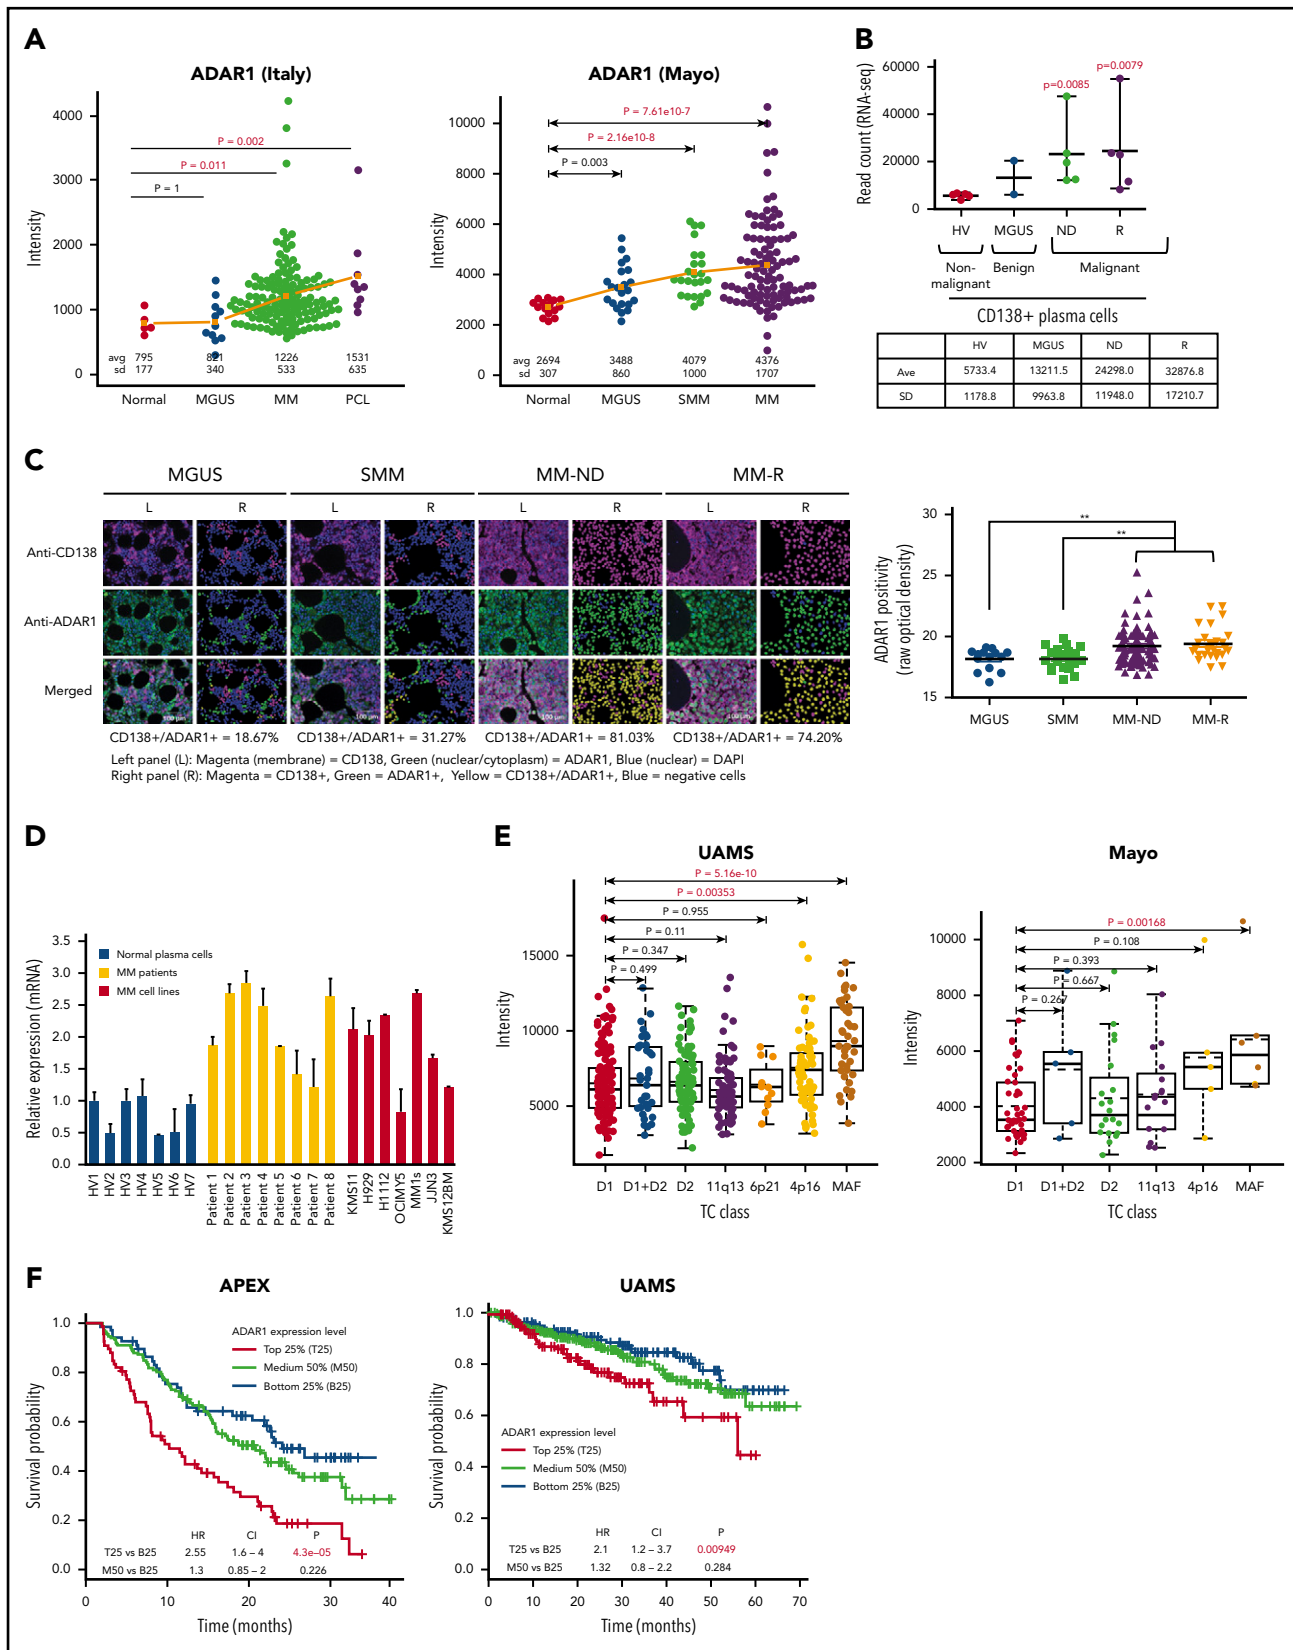 A
ADAR1 (Italy)
Intensity
4000
3000
2000
1000
0
P = 0.002
P = 0.011
P = 1
avg 795 821 1226 1531
sd 177 340 533 635
Normal MGUS MM PCL
ADAR1 (Mayo)
Intensity
10000
8000
6000
4000
2000
0
P = 7.61e10-7
P = 2.16e10-8
P = 0.003
avg 2694 3488 4079 4376
sd 307 860 1000 1707
Normal MGUS SMM MM
B
Read count (RNA-seq)
60000
40000
20000
0
p=0.0085
p=0.0079
HV MGUS ND R
Non-malignant Benign Malignant
CD138+ plasma cells
HV MGUS ND R
Ave 5733.4 13211.5 24298.0 32876.8
SD 1178.8 9963.8 11948.0 17210.7
C
MGUS SMM MM-ND MM-R
L R L R L R L R
Anti-CD138
Anti-ADAR1
Merged
100 µm 100 µm 100 µm 100 µm
CD138+/ADAR1+ = 18.67% CD138+/ADAR1+ = 31.27% CD138+/ADAR1+ = 81.03% CD138+/ADAR1+ = 74.20%
Left panel (L): Magenta (membrane) = CD138, Green (nuclear/cytoplasm) = ADAR1, Blue (nuclear) = DAPI
Right panel (R): Magenta = CD138+, Green = ADAR1+, Yellow = CD138+/ADAR1+, Blue = negative cells
ADAR1 positivity
(raw optical density)
30
25
20
15
**
**
MGUS SMM MM-ND MM-R
D
Relative expression (mRNA)
3.5
3.0
2.5
2.0
1.5
1.0
0.5
0.0
Normal plasma cells
MM patients
MM cell lines
HV1
HV2
HV3
HV4
HV5
HV6
HV7
Patient 1
Patient 2
Patient 3
Patient 4
Patient 5
Patient 6
Patient 7
Patient 8
KMS11
H929
H1112
OCIMY5
MM1s
JJN3
KMS12BM
E
UAMS
Intensity
15000
10000
5000
P = 5.16e-10
P = 0.00353
P = 0.955
P = 0.11
P = 0.347
P = 0.499
D1 D1+D2 D2 11q13 6p21 4p16 MAF
TC class
Mayo
Intensity
10000
8000
6000
4000
2000
P = 0.00168
P = 0.108
P = 0.393
P = 0.667
P = 0.267
D1 D1+D2 D2 11q13 4p16 MAF
TC class
F
APEX
Survival probability
1.0
0.8
0.6
0.4
0.2
0.0
ADAR1 expression level
Top 25% (T25)
Medium 50% (M50)
Bottom 25% (B25)
HR CI P
T25 vs B25 2.55 1.6 – 4 4.3e–05
M50 vs B25 1.3 0.85 – 2 0.226
0 10 20 30 40
Time (months)
UAMS
Survival probability
1.0
0.8
0.6
0.4
0.2
0.0
ADAR1 expression level
Top 25% (T25)
Medium 50% (M50)
Bottom 25% (B25)
HR CI P
T25 vs B25 2.1 1.2 – 3.7 0.00949
M50 vs B25 1.32 0.8 – 2.2 0.284
0 10 20 30 40 50 60 70
Time (months)